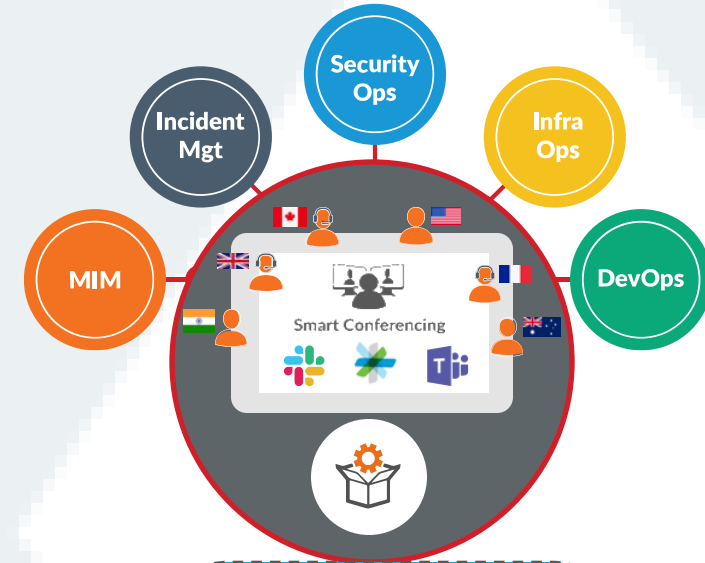 Security
Ops
Incident
Mgt
Infra
Ops
MIM
DevOps
Smart Conferencing
T